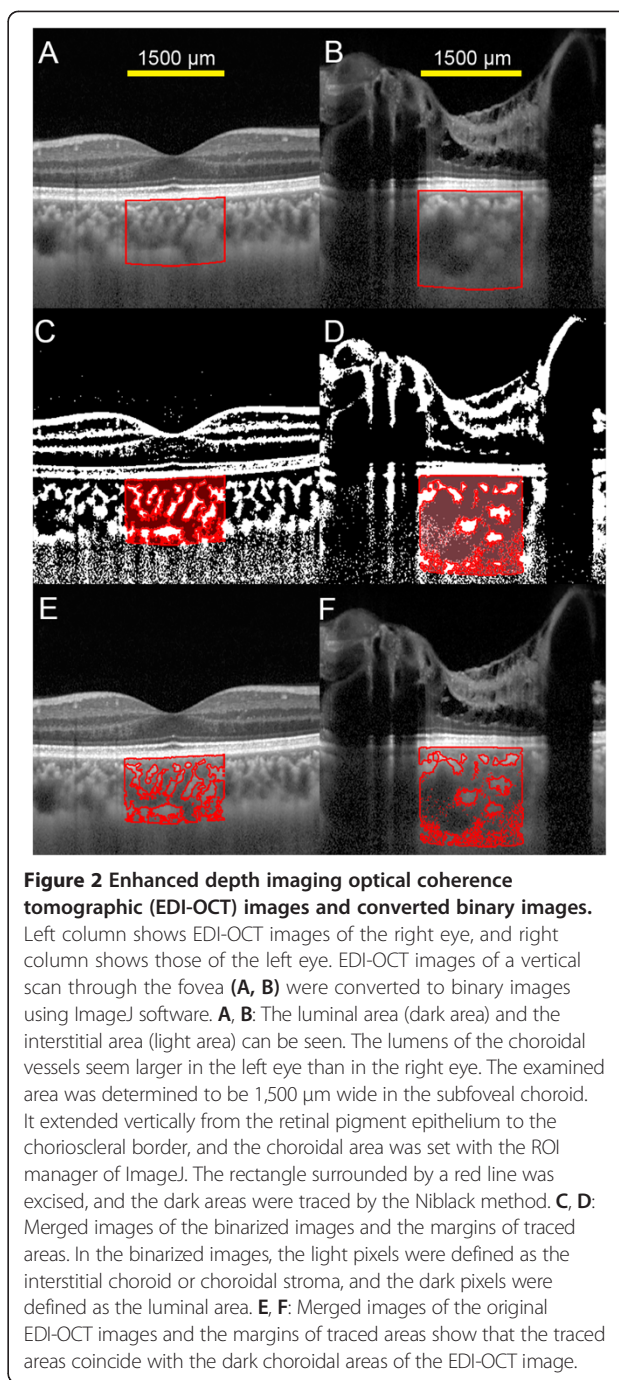 A
1500 µm
B
1500 µm
C
D
E
F
Figure 2 Enhanced depth imaging optical coherence
tomographic (EDI-OCT) images and converted binary images.
Left column shows EDI-OCT images of the right eye, and right
column shows those of the left eye. EDI-OCT images of a vertical
scan through the fovea (A, B) were converted to binary images
using ImageJ software. A, B: The luminal area (dark area) and the
interstitial area (light area) can be seen. The lumens of the choroidal
vessels seem larger in the left eye than in the right eye. The examined
area was determined to be 1,500 µm wide in the subfoveal choroid.
It extended vertically from the retinal pigment epithelium to the
chorioscleral border, and the choroidal area was set with the ROI
manager of ImageJ. The rectangle surrounded by a red line was
excised, and the dark areas were traced by the Niblack method. C, D:
Merged images of the binarized images and the margins of traced
areas. In the binarized images, the light pixels were defined as the
interstitial choroid or choroidal stroma, and the dark pixels were
defined as the luminal area. E, F: Merged images of the original
EDI-OCT images and the margins of traced areas show that the traced
areas coincide with the dark choroidal areas of the EDI-OCT image.